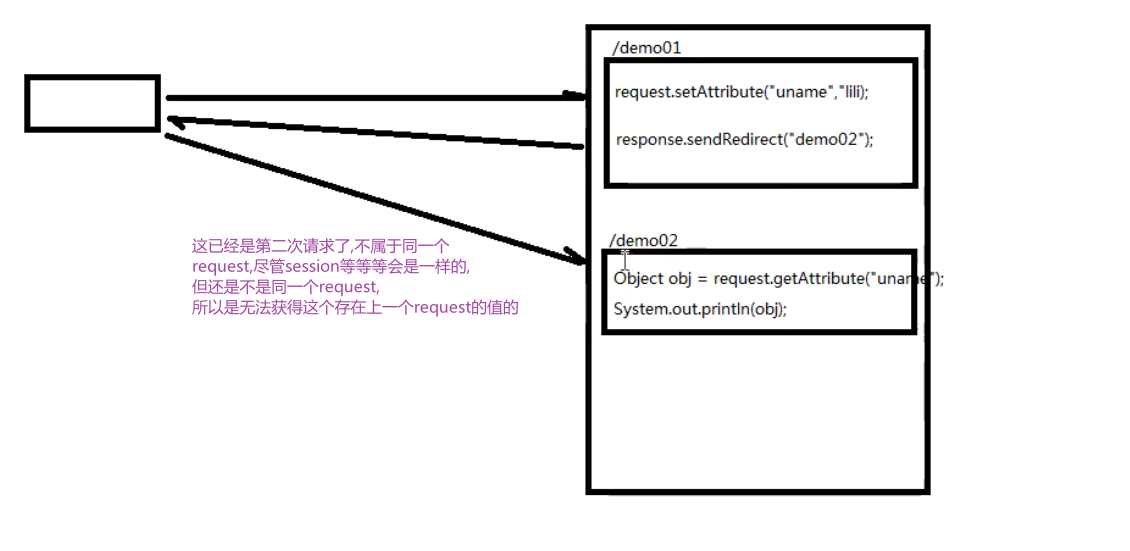 /demo01
request.setAttribute("uname","lili);
response.sendRedirect("demo02");
这已经是第二次请求了,不属于同一个
request,尽管session等等等会是一样的,
但还是不是同一个request,
所以是无法获得这个存在上一个request的值的
/demo02
Object obj = request.getAttribute("uname");
System.out.println(obj);